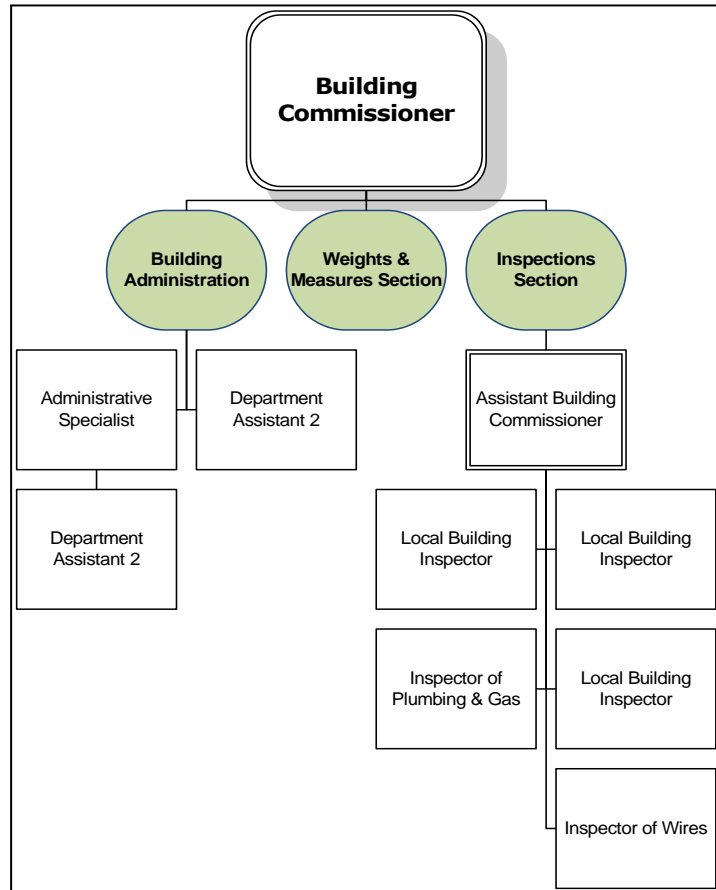 Building
Commissioner
Building
Administration
Weights &
Measures Section
Inspections
Section
Administrative
Specialist
Department
Assistant 2
Assistant Building
Commissioner
Department
Assistant 2
Local Building
Inspector
Local Building
Inspector
Inspector of
Plumbing & Gas
Local Building
Inspector
Inspector of Wires